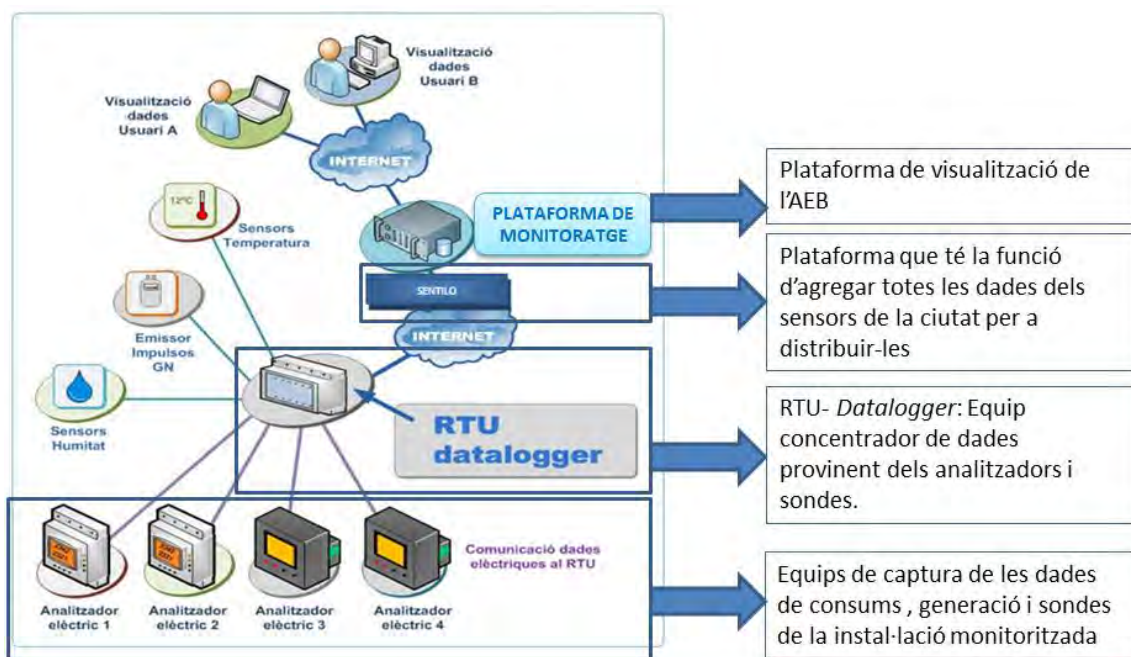 Visualització
dades
Usuari B
Visualització
dades
Usuari A
INTERNET
PLATAFORMA DE
MONITORATGE
12ºC
Sensors
Temperatura
SENTILO
INTERNET
Emissor
Impulsos
GN
Sensors
Humitat
RTU
datalogger
Comunicació dades
elèctriques al RTU
Analitzador
elèctric 1
Analitzador
elèctric 2
Analitzador
elèctric 3
Analitzador
elèctric 4
Plataforma de visualització de
l’AEB
Plataforma que té la funció
d’agregar totes les dades dels
sensors de la ciutat per a
distribuir-les
RTU- Datalogger: Equip
concentrador de dades
provinent dels analitzadors i
sondes.
Equips de captura de les dades
de consums , generació i sondes
de la instal·lació monitoritzada